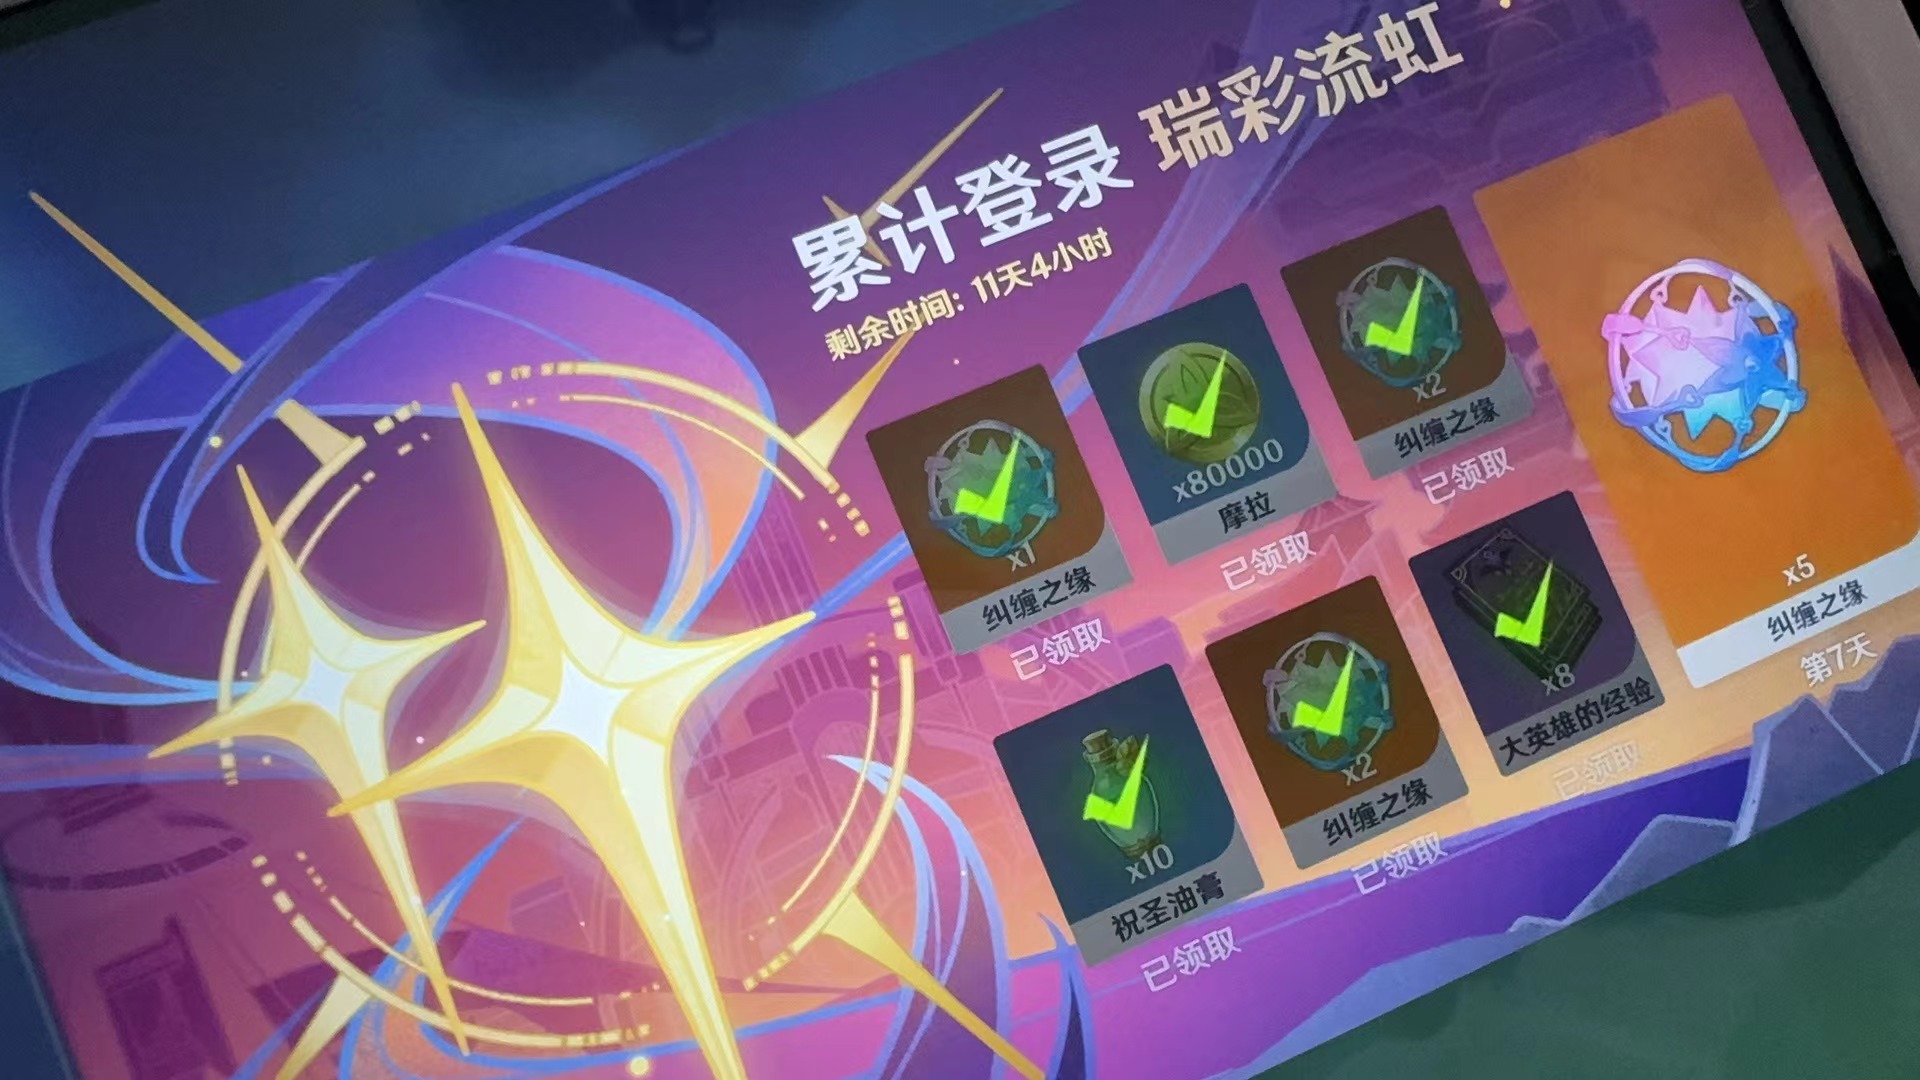 累计登录 瑞彩流虹
剩余时间: 11天4小时
x1
纠缠之缘
已领取
x80000
摩拉
已领取
x2
纠缠之缘
已领取
x10
祝圣油膏
已领取
x2
纠缠之缘
已领取
x8
大英雄的经验
已领取
x5
纠缠之缘
第7天